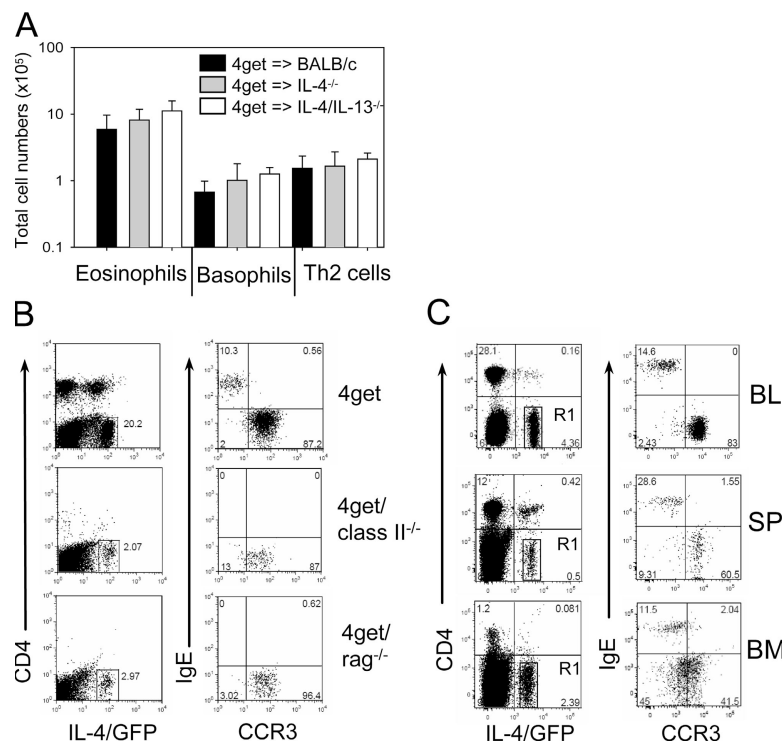 A
Total cell numbers (x10⁵)
100
10
1
0.1
4get => BALB/c
4get => IL-4⁻/⁻
4get => IL-4/IL-13⁻/⁻
Eosinophils
Basophils
Th2 cells
B
20.2
10.3 0.56
2 87.2
4get
2.07
0 0
13 87
4get/
class II⁻/⁻
2.97
0 0.62
3.02 96.4
4get/
rag⁻/⁻
CD4
IL-4/GFP
IgE
CCR3
C
28.1 0.16
R1
4.36
14.6 0
2.43 83
BL
12 0.42
R1
0.5
28.6 1.55
9.31 60.5
SP
1.2 0.081
R1
2.39
11.5 2.04
45 41.5
BM
CD4
IL-4/GFP
IgE
CCR3